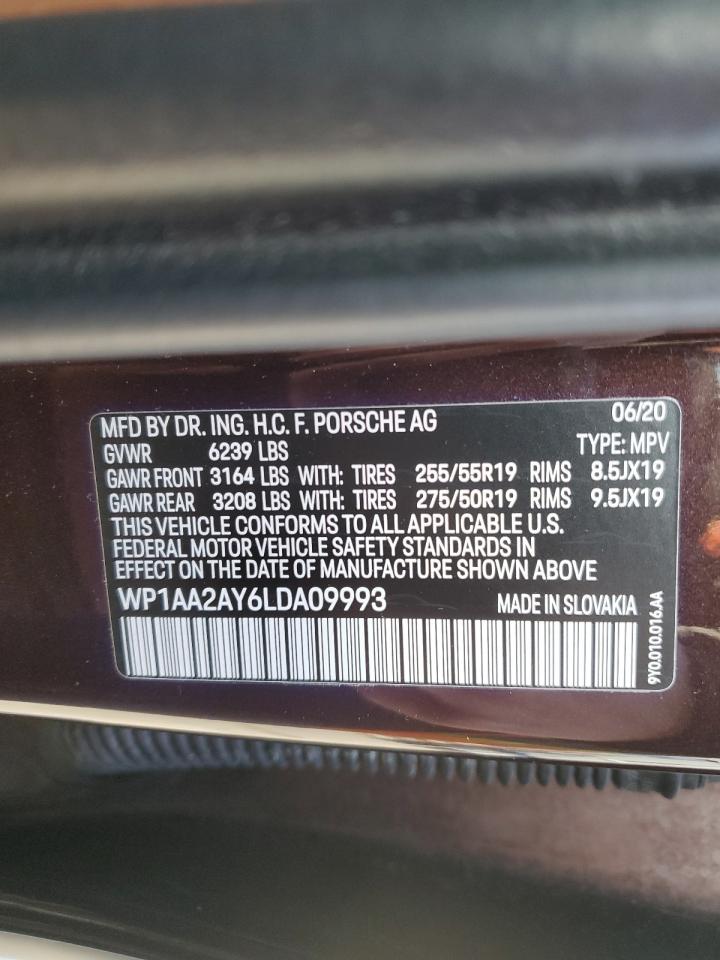 MFD BY DR. ING. H.C. F. PORSCHE AG 06/20
GVWR 6239 LBS TYPE: MPV
GAWR FRONT 3164 LBS WITH: TIRES 255/55R19 RIMS 8.5JX19
GAWR REAR 3208 LBS WITH: TIRES 275/50R19 RIMS 9.5JX19
THIS VEHICLE CONFORMS TO ALL APPLICABLE U.S.
FEDERAL MOTOR VEHICLE SAFETY STANDARDS IN
EFFECT ON THE DATE OF MANUFACTURE SHOWN ABOVE
WP1AA2AY6LDA09993 MADE IN SLOVAKIA
9Y0.010.016.AA